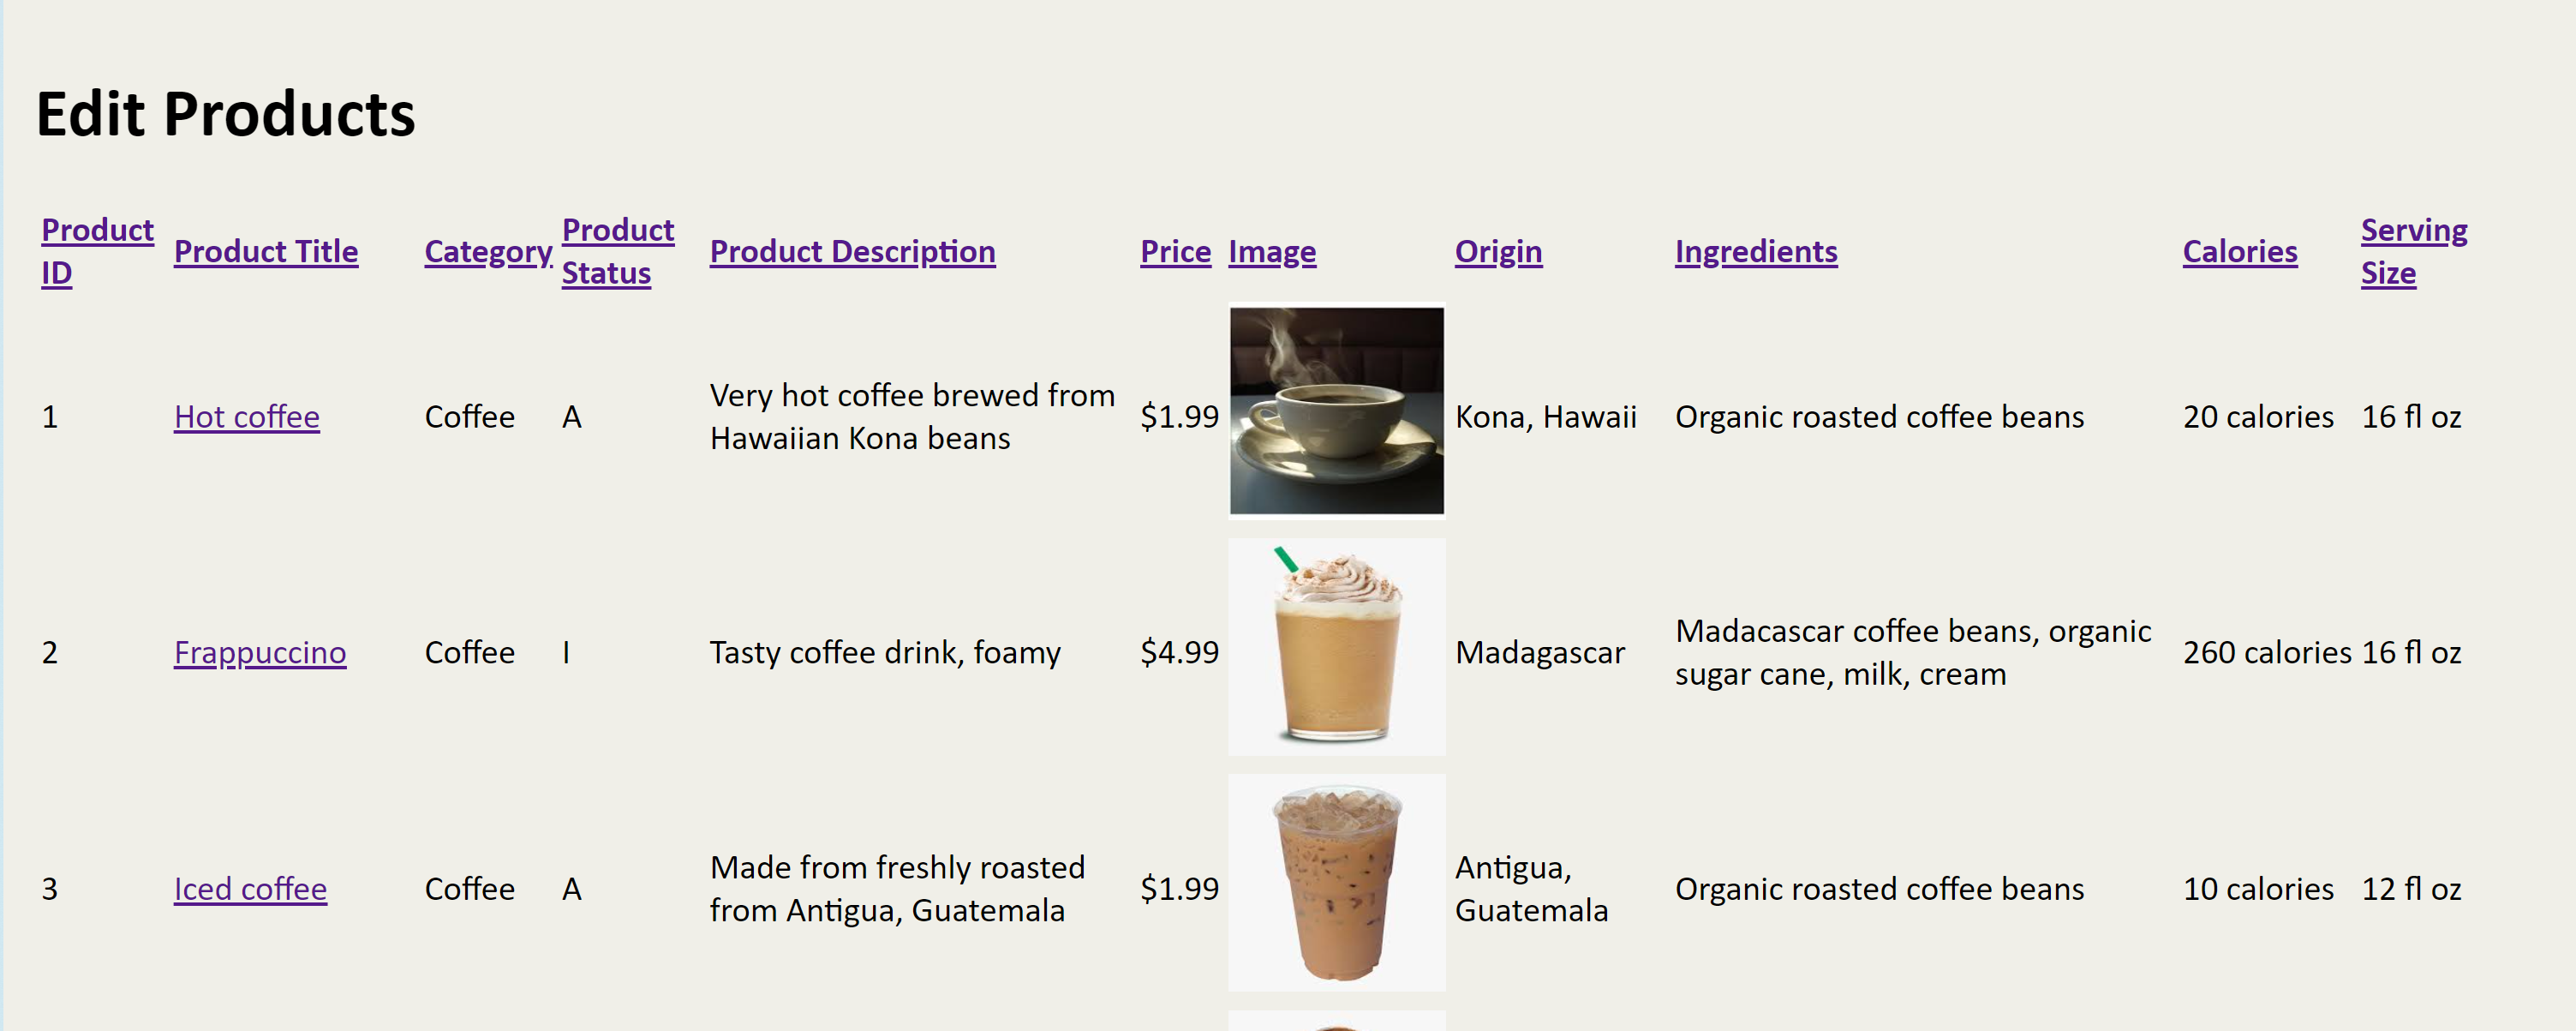 Edit Products
Product ID Product Title Category Product Status Product Description Price Image Origin Ingredients Calories Serving Size
1 Hot coffee Coffee A Very hot coffee brewed from Hawaiian Kona beans $1.99 Kona, Hawaii Organic roasted coffee beans 20 calories 16 fl oz
2 Frappuccino Coffee I Tasty coffee drink, foamy $4.99 Madagascar Madacascar coffee beans, organic sugar cane, milk, cream 260 calories 16 fl oz
3 Iced coffee Coffee A Made from freshly roasted from Antigua, Guatemala $1.99 Antigua, Guatemala Organic roasted coffee beans 10 calories 12 fl oz